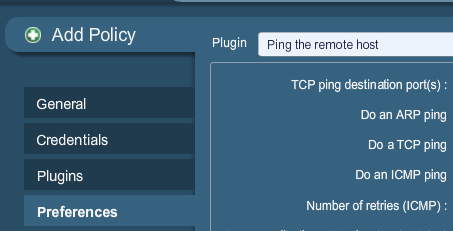 Add Policy
Plugin Ping the remote host
General
Credentials
Plugins
Preferences
TCP ping destination port(s) :
Do an ARP ping
Do a TCP ping
Do an ICMP ping
Number of retries (ICMP) :